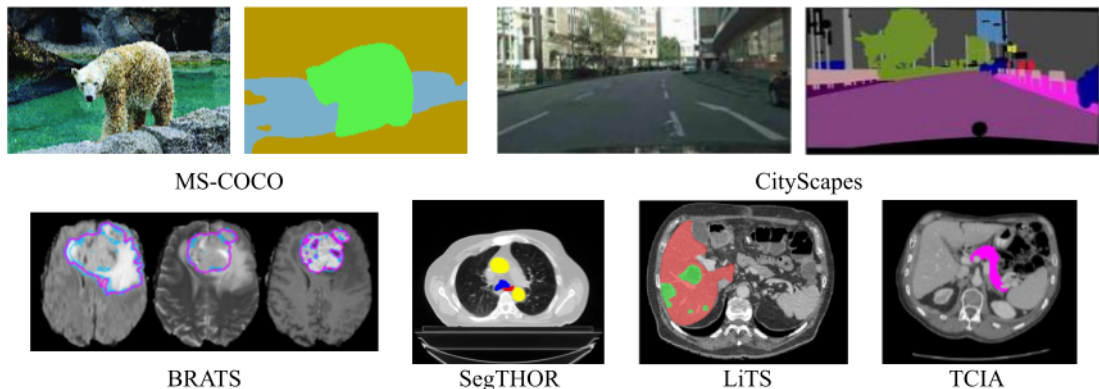 MS-COCO
CityScapes
BRATS
SegTHOR
LiTS
TCIA